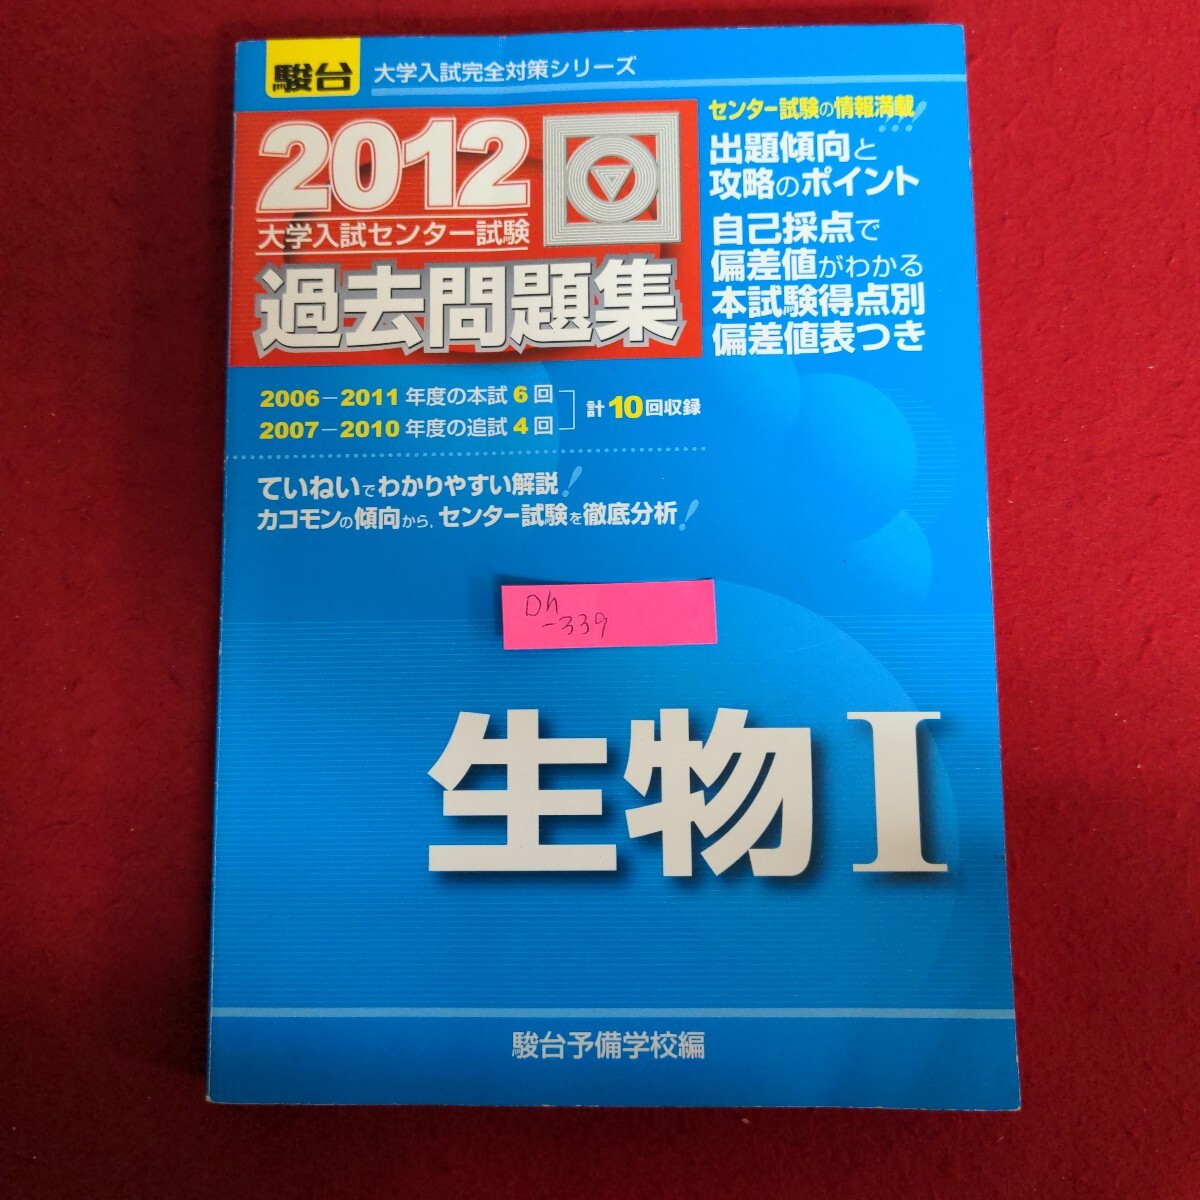 駿台
大学入試完全対策シリーズ
2012
大学入試センター試験
過去問題集
センター試験の情報満載!!!
出題傾向と
攻略のポイント
自己採点で
偏差値がわかる
本試験得点別
偏差値表つき
2006－2011年度の本試6回
2007－2010年度の追試4回
計10回収録
ていねいでわかりやすい解説!
カコモンの傾向から,センター試験を徹底分析!
Dh
-339
生物I
駿台予備学校編